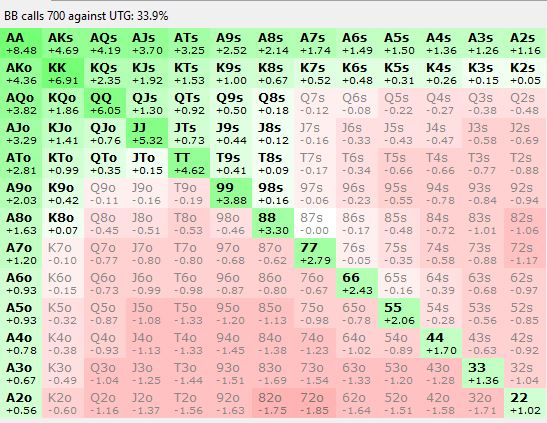 BB calls 700 against UTG: 33.9%
AA AKs AQs AJs ATs A9s A8s A7s A6s A5s A4s A3s A2s
+8.48 +4.69 +4.19 +3.70 +3.25 +2.52 +2.14 +1.74 +1.49 +1.50 +1.36 +1.26 +1.16
AKo KK KQs KJs KTs K9s K8s K7s K6s K5s K4s K3s K2s
+4.36 +6.91 +2.35 +1.92 +1.53 +1.00 +0.67 +0.52 +0.48 +0.31 +0.26 +0.15 +0.05
AQo KQo QQ QJs QTs Q9s Q8s Q7s Q6s Q5s Q4s Q3s Q2s
+3.82 +1.86 +6.05 +1.30 +0.92 +0.50 +0.18 -0.12 -0.08 -0.22 -0.27 -0.38 -0.48
AJo KJo QJo JJ JTs J9s J8s J7s J6s J5s J4s J3s J2s
+3.29 +1.41 +0.76 +5.32 +0.73 +0.44 +0.12 -0.16 -0.33 -0.43 -0.47 -0.58 -0.69
ATo KTo QTo JTo TT T9s T8s T7s T6s T5s T4s T3s T2s
+2.81 +0.99 +0.35 +0.15 +4.62 +0.41 +0.09 -0.17 -0.34 -0.66 -0.66 -0.77 -0.88
A9o K9o Q9o J9o T9o 99 98s 97s 96s 95s 94s 93s 92s
+2.03 +0.42 -0.11 -0.16 -0.19 +3.88 +0.16 -0.06 -0.23 -0.55 -0.78 -0.84 -0.94
A8o K8o Q8o J8o T8o 98o 88 87s 86s 85s 84s 83s 82s
+1.63 +0.07 -0.45 -0.51 -0.53 -0.46 +3.30 -0.00 -0.17 -0.48 -0.72 -1.01 -1.06
A7o K7o Q7o J7o T7o 97o 87o 77 76s 75s 74s 73s 72s
+1.20 -0.10 -0.77 -0.80 -0.80 -0.68 -0.62 +2.79 -0.05 -0.35 -0.58 -0.88 -1.17
A6o K6o Q6o J6o T6o 96o 86o 76o 66 65s 64s 63s 62s
+0.93 -0.15 -0.73 -0.99 -0.98 -0.87 -0.80 -0.67 +2.43 -0.16 -0.39 -0.68 -0.97
A5o K5o Q5o J5o T5o 95o 85o 75o 65o 55 54s 53s 52s
+0.93 -0.32 -0.87 -1.08 -1.33 -1.20 -1.13 -0.98 -0.78 +2.06 -0.28 -0.56 -0.85
A4o K4o Q4o J4o T4o 94o 84o 74o 64o 54o 44 43s 42s
+0.78 -0.38 -0.93 -1.13 -1.33 -1.45 -1.38 -1.23 -1.02 -0.89 +1.70 -0.63 -0.92
A3o K3o Q3o J3o T3o 93o 83o 73o 63o 53o 43o 33 32s
+0.67 -0.49 -1.04 -1.25 -1.44 -1.51 -1.69 -1.54 -1.33 -1.20 -1.28 +1.36 -1.04
A2o K2o Q2o J2o T2o 92o 82o 72o 62o 52o 42o 32o 22
+0.56 -0.60 -1.16 -1.37 -1.56 -1.63 -1.75 -1.85 -1.64 -1.51 -1.58 -1.71 +1.02